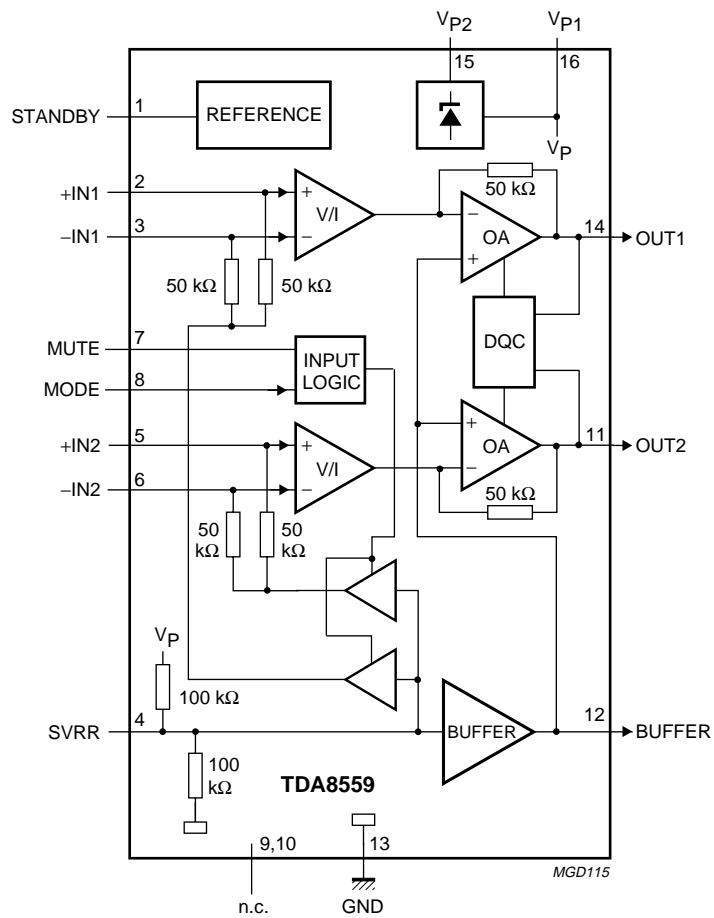 VP2
VP1
15
16
STANDBY
1
REFERENCE
VP
+IN1
2
50 kΩ
+
V/I
−
OA
−IN1
3
−
+
14
OUT1
50 kΩ
50 kΩ
MUTE
7
INPUT
LOGIC
DQC
MODE
8
+IN2
5
+
V/I
+
OA
11
OUT2
−IN2
6
−
−
50 kΩ
50
kΩ
50
kΩ
VP
100 kΩ
SVRR
4
BUFFER
12
BUFFER
100
kΩ
TDA8559
9,10
13
MGD115
n.c.
GND